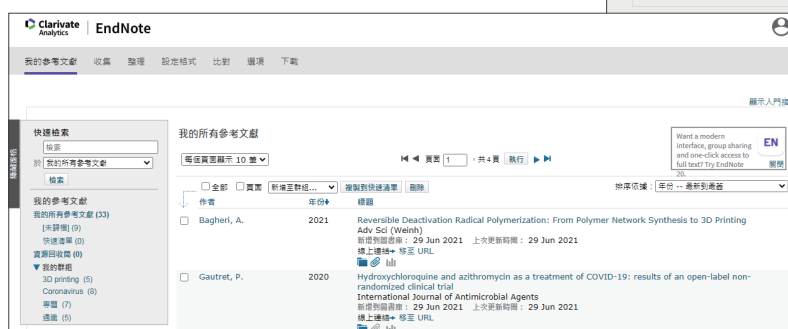 Clarivate Analytics | EndNote
我的參考文獻 收集 整理 設定格式 比對 選項 下載
顯示入門指
快速檢索
檢索
於 我的所有參考文獻
檢索
我的參考文獻
我的所有參考文獻 (33)
[未歸檔] (9)
快速清單 (0)
資源回收筒 (0)
▼ 我的群組
3D printing (5)
Coronavirus (8)
專題 (7)
通識 (5)
我的所有參考文獻
每個頁面顯示 10 筆
頁面 1 ,共4頁 執行
Want a modern
interface, group sharing
and one-click access to
full text? Try EndNote
20.
EN
關閉
全部 頁面 新增至群組... 複製到快速清單 刪除
排序依據: 年份 -- 最新到最舊
作者 年份 標題
Bagheri, A. 2021 Reversible Deactivation Radical Polymerization: From Polymer Network Synthesis to 3D Printing
Adv Sci (Weinh)
新增到圖書庫: 29 Jun 2021 上次更新時間: 29 Jun 2021
線上連結→ 移至 URL
Gautret, P. 2020 Hydroxychloroquine and azithromycin as a treatment of COVID-19: results of an open-label non-
randomized clinical trial
International Journal of Antimicrobial Agents
新增到圖書庫: 29 Jun 2021 上次更新時間: 29 Jun 2021
線上連結→ 移至 URL